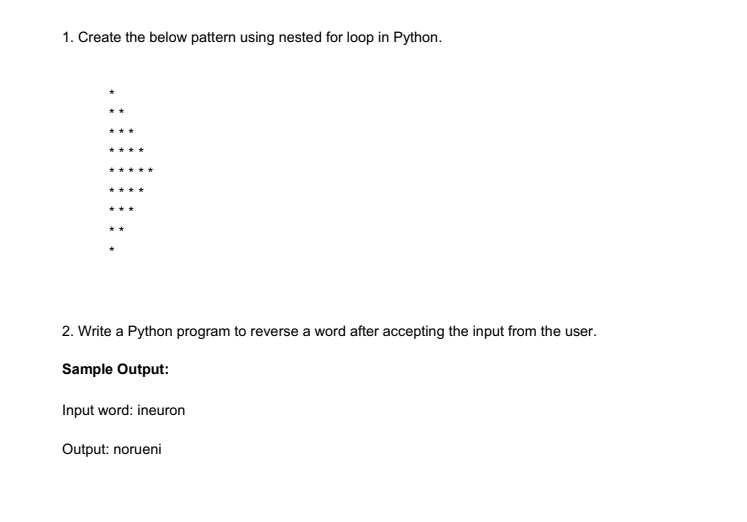 1. Create the below pattern using nested for loop in Python.
*
* *
* * *
* * * *
* * * * *
* * * *
* * *
* *
*
2. Write a Python program to reverse a word after accepting the input from the user.
Sample Output:
Input word: ineuron
Output: norueni